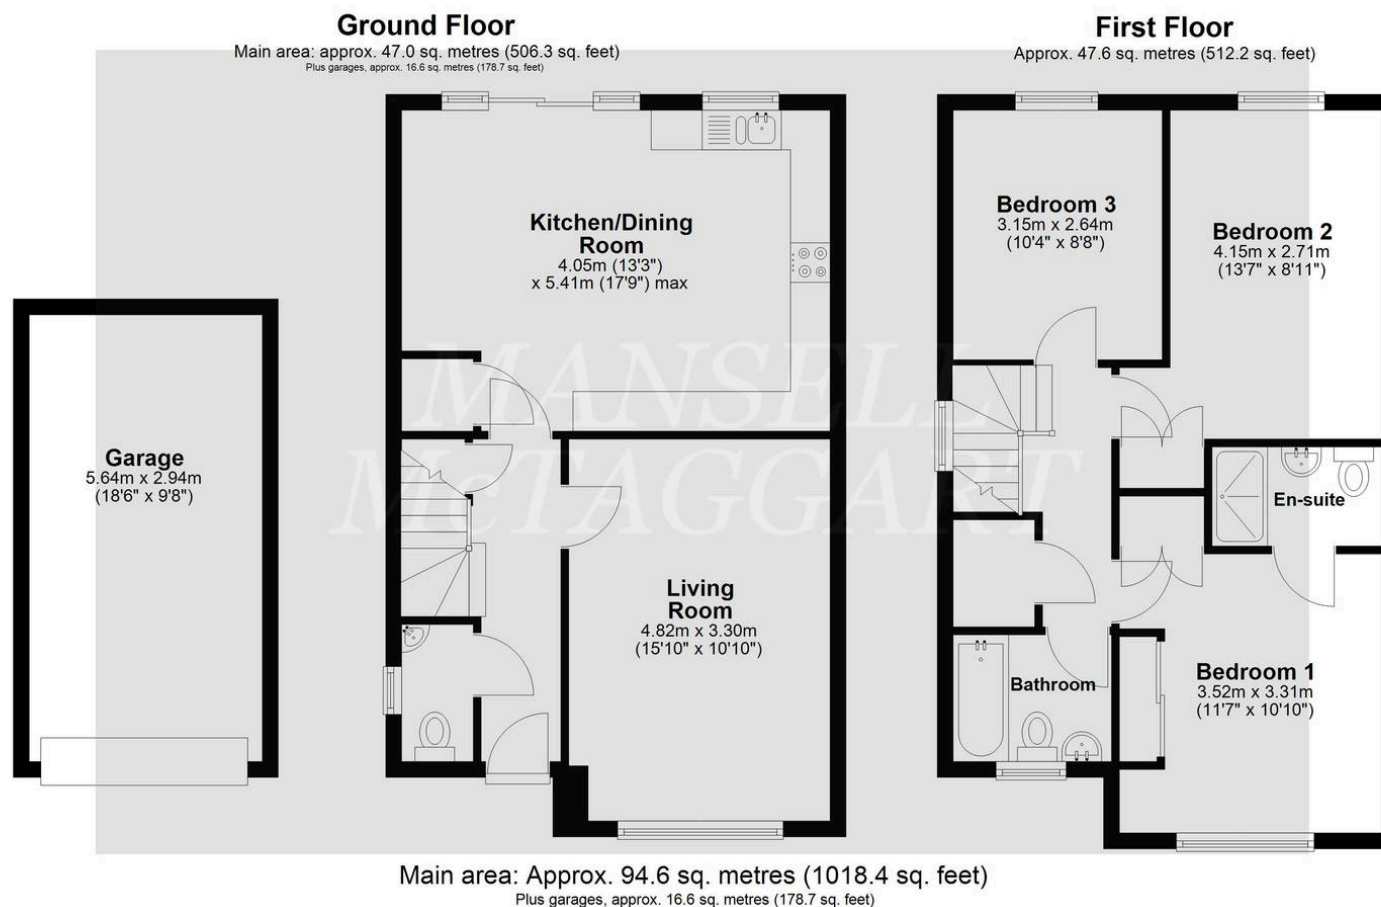 Ground Floor
Main area: approx. 47.0 sq. metres (506.3 sq. feet)
Plus garages, approx. 16.6 sq. metres (178.7 sq. feet)
First Floor
Approx. 47.6 sq. metres (512.2 sq. feet)
Kitchen/Dining
Room
4.05m (13'3")
x 5.41m (17'9") max
Bedroom 3
3.15m x 2.64m
(10'4" x 8'8")
Bedroom 2
4.15m x 2.71m
(13'7" x 8'11")
MANSELL
McTAGGART
Garage
5.64m x 2.94m
(18'6" x 9'8")
En-suite
Living
Room
4.82m x 3.30m
(15'10" x 10'10")
Bathroom
Bedroom 1
3.52m x 3.31m
(11'7" x 10'10")
Main area: Approx. 94.6 sq. metres (1018.4 sq. feet)
Plus garages, approx. 16.6 sq. metres (178.7 sq. feet)